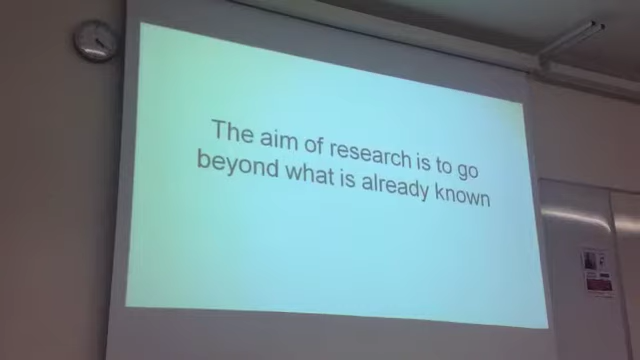 The aim of research is to go
beyond what is already known